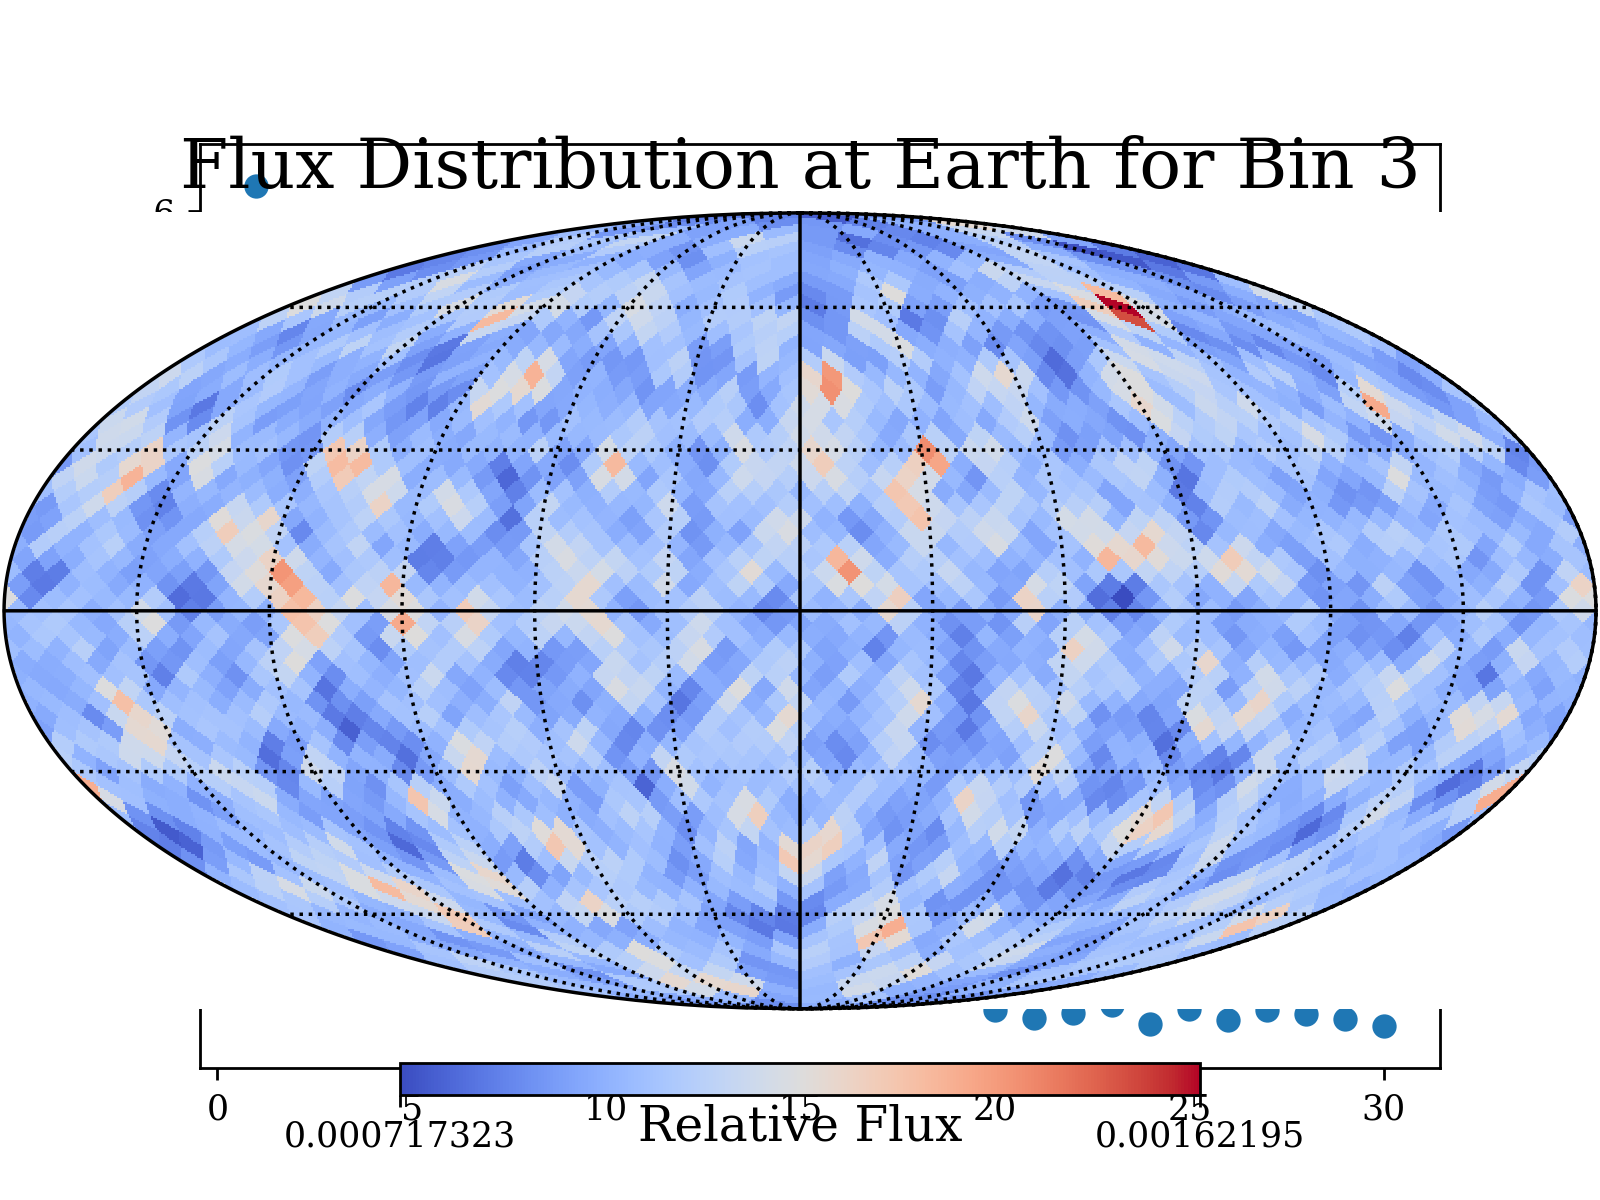 Flux Distribution at Earth for Bin 3
6
0 5 10 15 20 25 30
Relative Flux
0.000717323 0.00162195